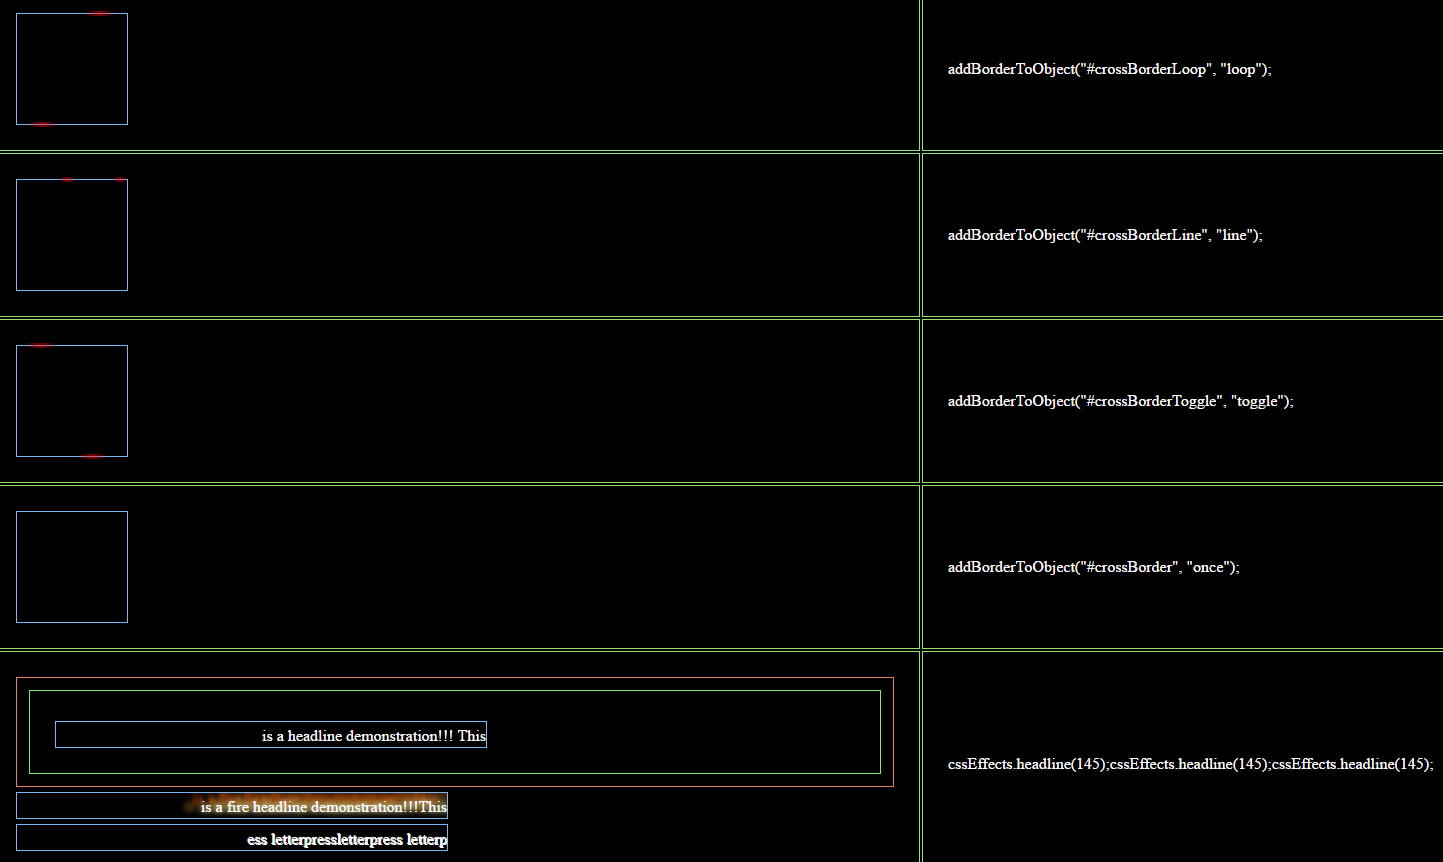 addBorderToObject("#crossBorderLoop", "loop");
addBorderToObject("#crossBorderLine", "line");
addBorderToObject("#crossBorderToggle", "toggle");
addBorderToObject("#crossBorder", "once");
is a headline demonstration!!! This
cssEffects.headline(145);cssEffects.headline(145);cssEffects.headline(145);
is a fire headline demonstration!!!This
ess letterpressletterpress letterp